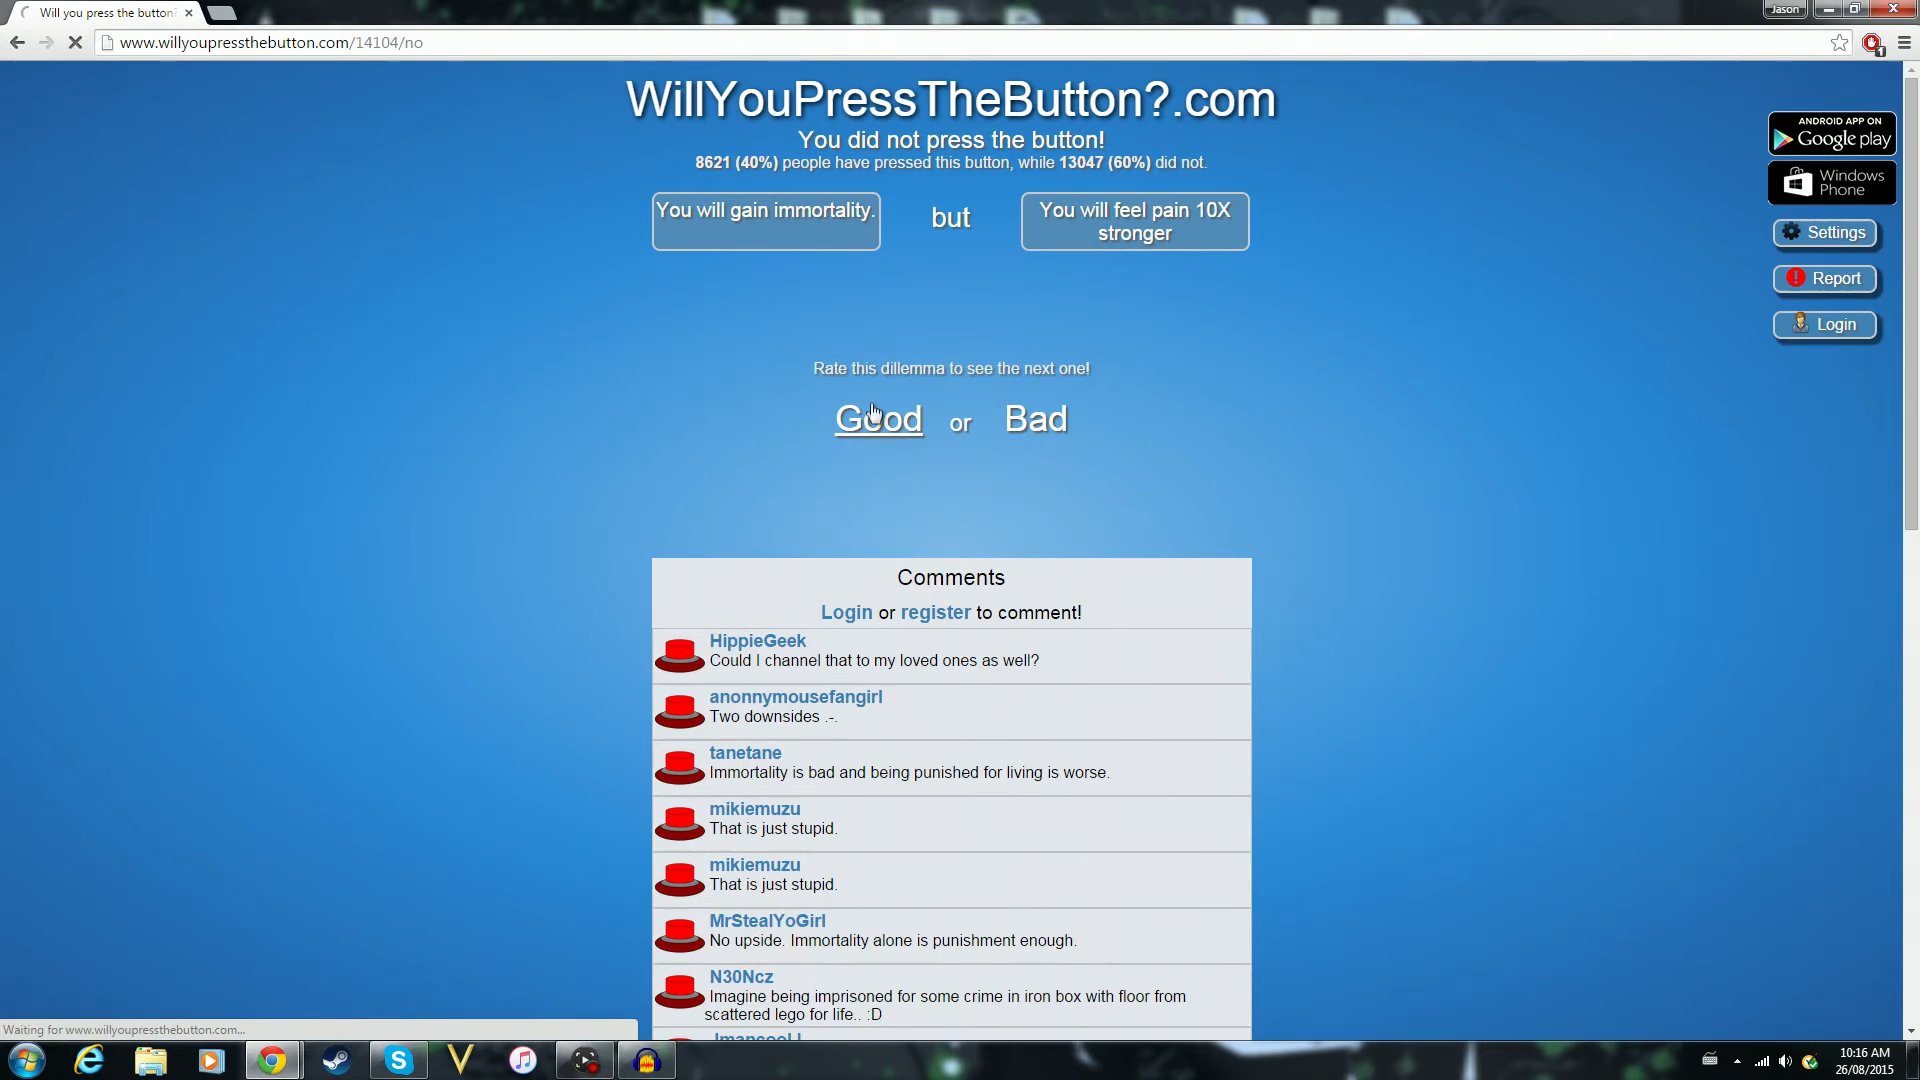 Will you press the button?
Jason
www.willyoupressthebutton.com/14104/no
1
WillYouPressTheButton?.com
You did not press the button!
8621 (40%) people have pressed this button, while 13047 (60%) did not.
You will gain immortality.
but
You will feel pain 10X
stronger
ANDROID APP ON
Google play
Windows
Phone
Settings
Report
Login
Rate this dillemma to see the next one!
Good or Bad
Comments
Login or register to comment!
HippieGeek
Could I channel that to my loved ones as well?
anonnymousefangirl
Two downsides .-.
tanetane
Immortality is bad and being punished for living is worse.
mikiemuzu
That is just stupid.
mikiemuzu
That is just stupid.
MrStealYoGirl
No upside. Immortality alone is punishment enough.
N30Ncz
Imagine being imprisoned for some crime in iron box with floor from
scattered lego for life.. :D
Waiting for www.willyoupressthebutton.com...
10:16 AM
26/08/2015